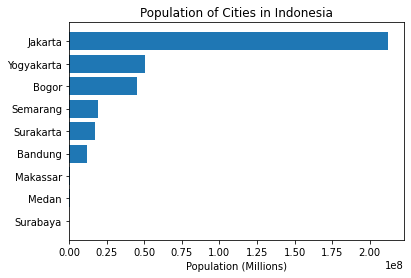 Population of Cities in Indonesia
Jakarta
Yogyakarta
Bogor
Semarang
Surakarta
Bandung
Makassar
Medan
Surabaya
0.00 0.25 0.50 0.75 1.00 1.25 1.50 1.75 2.00
1e8
Population (Millions)